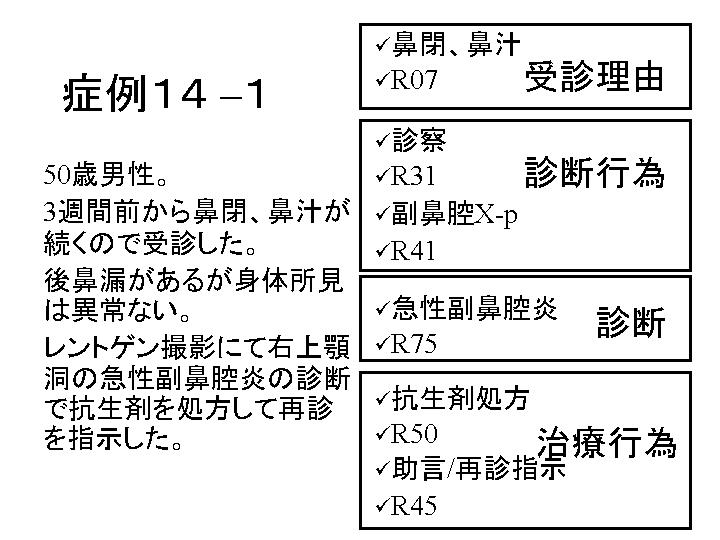 症例１４ –１
50歳男性。
3週間前から鼻閉、鼻汁が
続くので受診した。
後鼻漏があるが身体所見
は異常ない。
レントゲン撮影にて右上顎
洞の急性副鼻腔炎の診断
で抗生剤を処方して再診
を指示した。
✓鼻閉、鼻汁
✓R07
受診理由
✓診察
✓R31
診断行為
✓副鼻腔X-p
✓R41
✓急性副鼻腔炎
診断
✓R75
✓抗生剤処方
✓R50
治療行為
✓助言/再診指示
✓R45